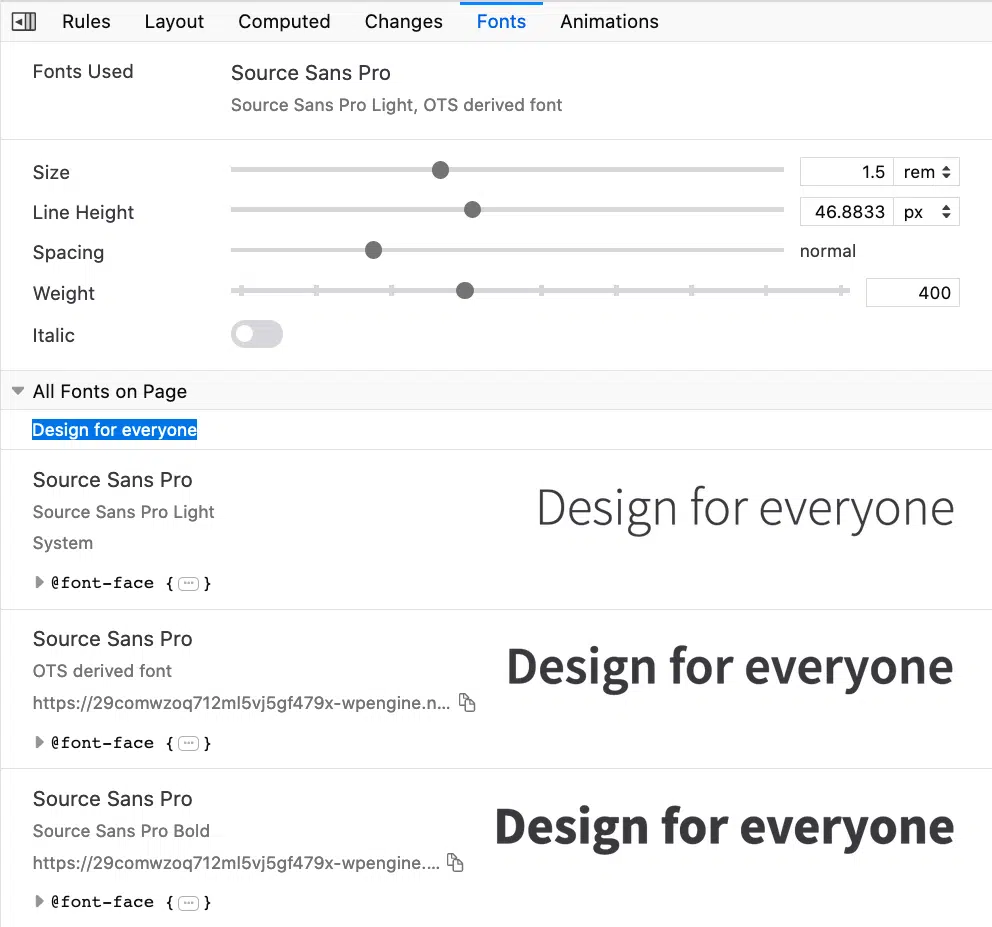 Rules Layout Computed Changes Fonts Animations
Fonts Used Source Sans Pro
Source Sans Pro Light, OTS derived font
Size 1.5 rem
Line Height 46.8833 px
Spacing normal
Weight 400
Italic
All Fonts on Page
Design for everyone
Source Sans Pro
Source Sans Pro Light
System
Design for everyone
@font-face { ... }
Source Sans Pro
OTS derived font
https://29comwzoq712ml5vj5gf479x-wpengine.n...
Design for everyone
@font-face { ... }
Source Sans Pro
Source Sans Pro Bold
https://29comwzoq712ml5vj5gf479x-wpengine....
Design for everyone
@font-face { ... }